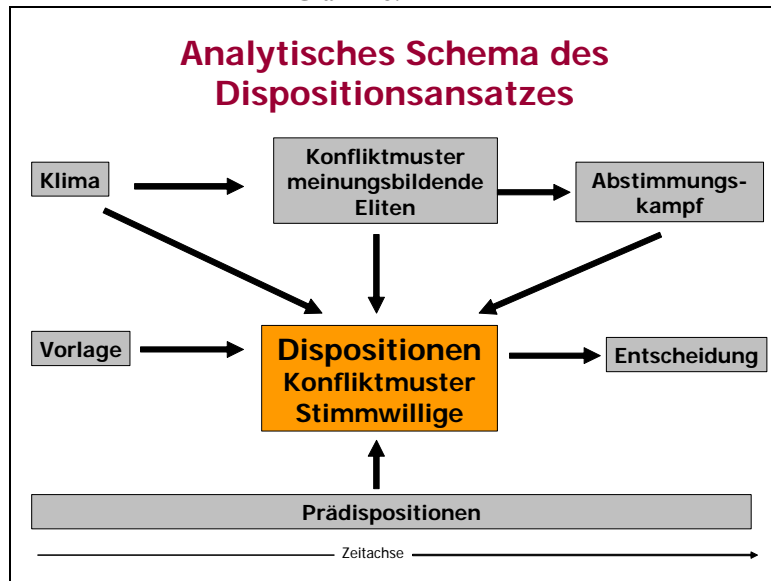 Analytisches Schema des
Dispositionsansatzes
Klima
Konfliktmuster
meinungsbildende
Eliten
Abstimmungs-
kampf
Vorlage
Dispositionen
Konfliktmuster
Stimmwillige
Entscheidung
Prädispositionen
Zeitachse